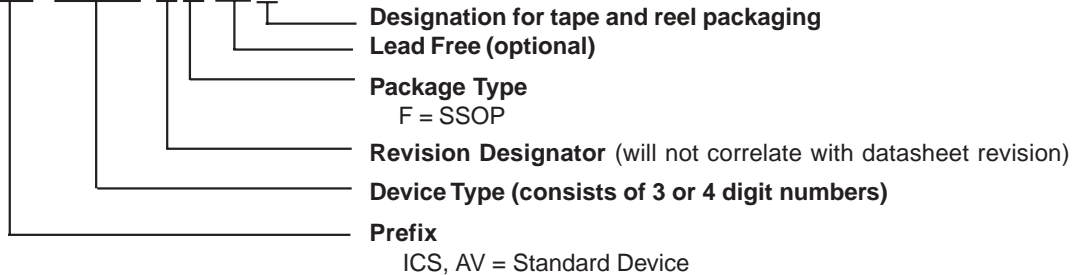 Designation for tape and reel packaging
Lead Free (optional)
Package Type
F = SSOP
Revision Designator (will not correlate with datasheet revision)
Device Type (consists of 3 or 4 digit numbers)
Prefix
ICS, AV = Standard Device